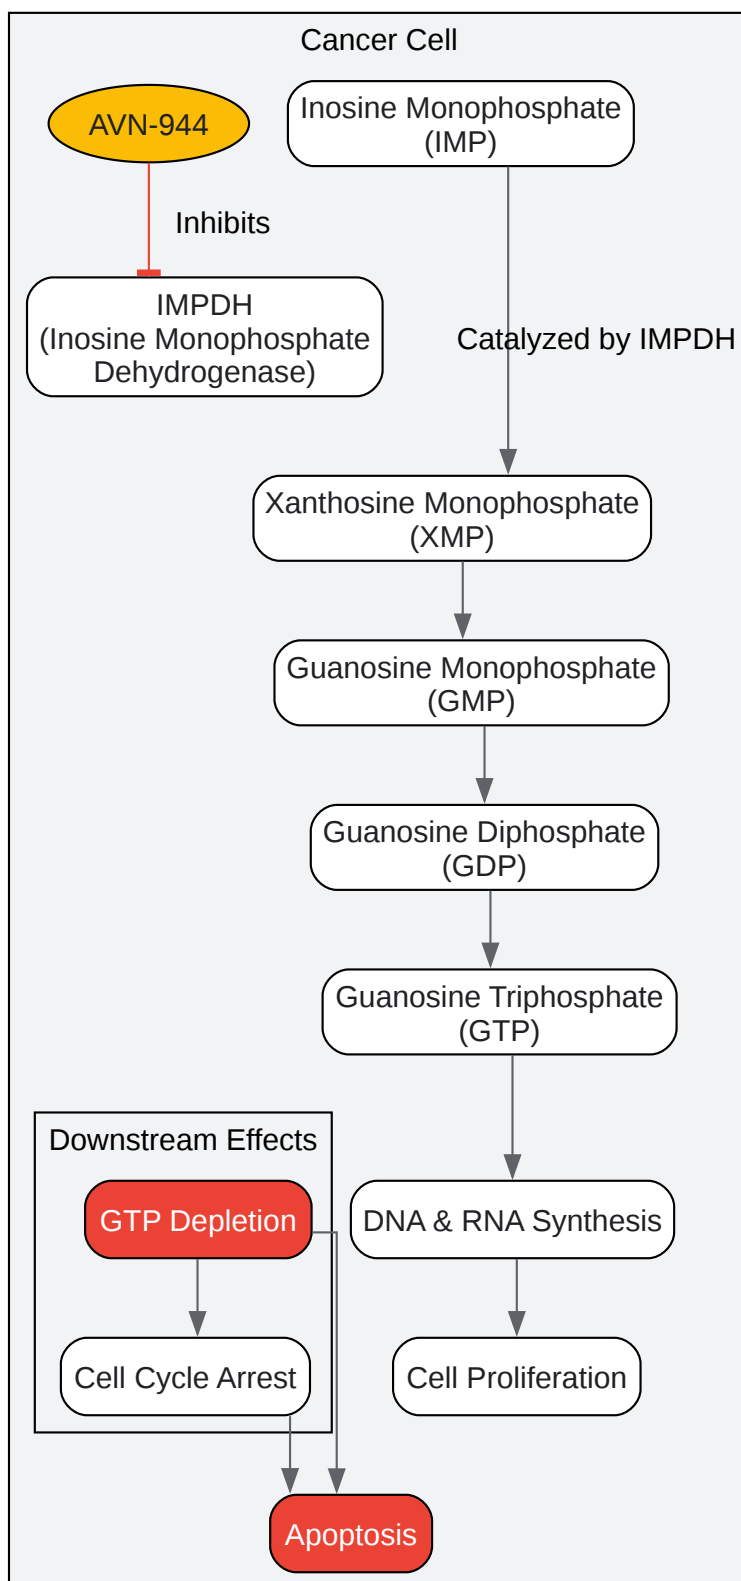 Cancer Cell
AVN-944
Inosine Monophosphate
(IMP)
Inhibits
IMPDH
(Inosine Monophosphate
Dehydrogenase)
Catalyzed by IMPDH
Xanthosine Monophosphate
(XMP)
Guanosine Monophosphate
(GMP)
Guanosine Diphosphate
(GDP)
Guanosine Triphosphate
(GTP)
Downstream Effects
GTP Depletion
DNA & RNA Synthesis
Cell Cycle Arrest
Cell Proliferation
Apoptosis